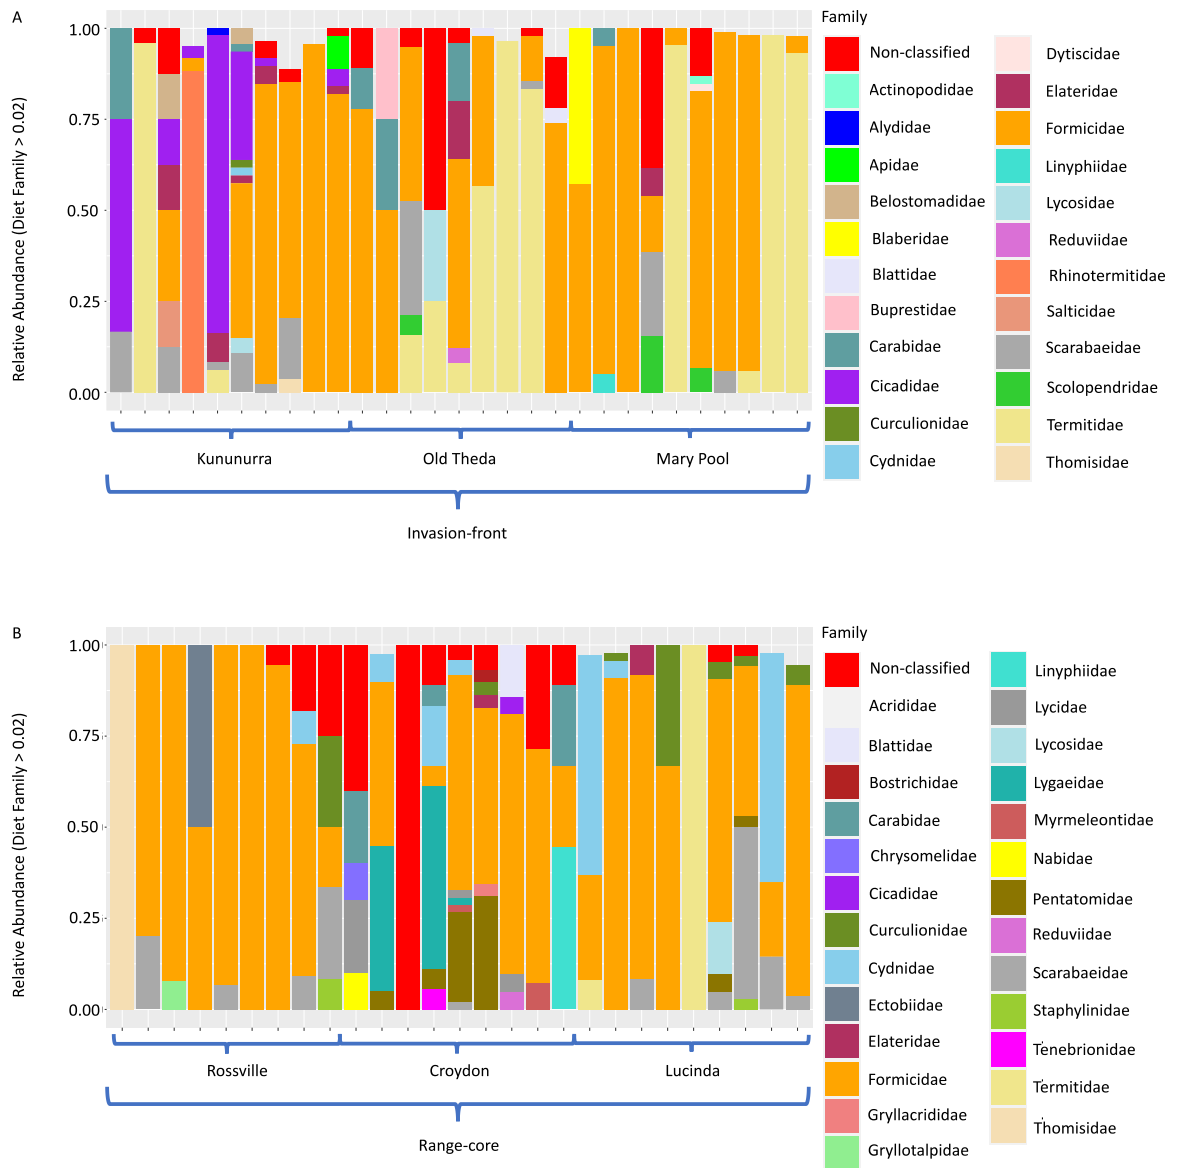 A
Relative Abundance (Diet Family > 0.02)
1.00
0.75
0.50
0.25
0.00
Kununurra
Old Theda
Mary Pool
Invasion-front
Family
Non-classified
Actinopodidae
Alydidae
Apidae
Belostomadidae
Blaberidae
Blattidae
Buprestidae
Carabidae
Cicadidae
Curculionidae
Cydnidae
Dytiscidae
Elateridae
Formicidae
Linyphiidae
Lycosidae
Reduviidae
Rhinotermitidae
Salticidae
Scarabaeidae
Scolopendridae
Termitidae
Thomisidae
B
Relative Abundance (Diet Family > 0.02)
1.00
0.75
0.50
0.25
0.00
Rossville
Croydon
Lucinda
Range-core
Family
Non-classified
Acrididae
Blattidae
Bostrichidae
Carabidae
Chrysomelidae
Cicadidae
Curculionidae
Cydnidae
Ectobiidae
Elateridae
Formicidae
Gryllacrididae
Gryllotalpidae
Linyphiidae
Lycidae
Lycosidae
Lygaeidae
Myrmeleontidae
Nabidae
Pentatomidae
Reduviidae
Scarabaeidae
Staphylinidae
Tenebrionidae
Termitidae
Thomisidae